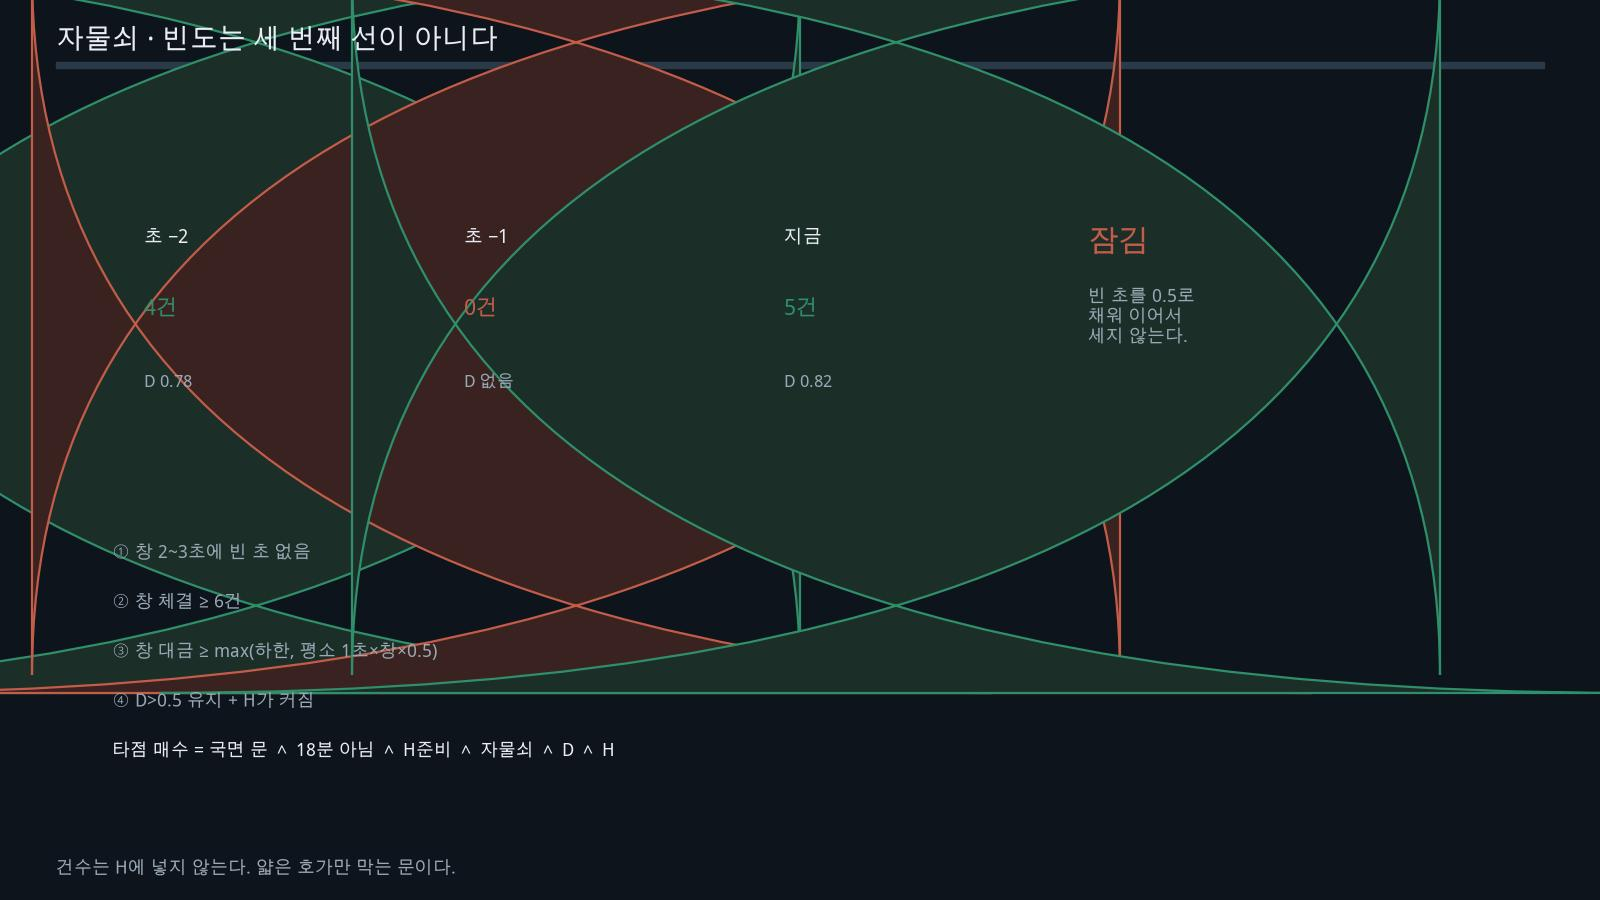 자물쇠 · 빈도는 세 번째 선이 아니다
초 −2
초 −1
지금
잠김
4건
0건
5건
빈 초를 0.5로
채워 이어서
세지 않는다.
D 0.78
D 없음
D 0.82
① 창 2~3초에 빈 초 없음
② 창 체결 ≥ 6건
③ 창 대금 ≥ max(하한, 평소 1초×창×0.5)
④ D>0.5 유지 + H가 커짐
타점 매수 = 국면 문 ∧ 18분 아님 ∧ H준비 ∧ 자물쇠 ∧ D ∧ H
건수는 H에 넣지 않는다. 얇은 호가만 막는 문이다.